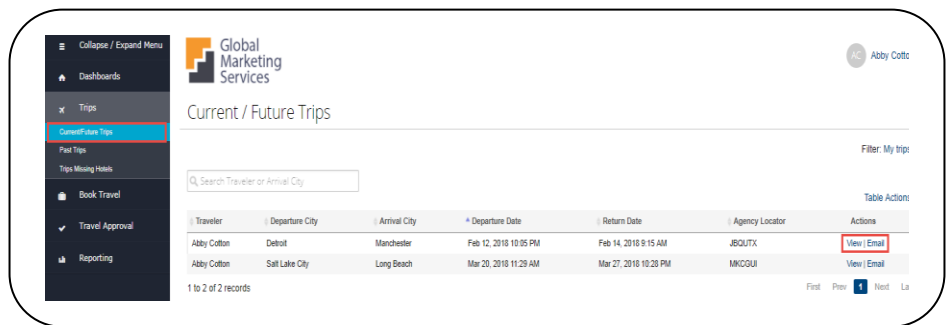 Collapse / Expand Menu
Dashboards
Trips
Current/Future Trips
Past Trips
Trips Missing Hotels
Book Travel
Travel Approval
Reporting
Global
Marketing
Services
AC Abby Cotto
Current / Future Trips
Filter: My trips
Search Traveler or Arrival City
Table Actions
Traveler Departure City Arrival City Departure Date Return Date Agency Locator Actions
Abby Cotton Detroit Manchester Feb 12, 2018 10:05 PM Feb 14, 2018 9:15 AM JBQUTX View | Email
Abby Cotton Salt Lake City Long Beach Mar 20, 2018 11:29 AM Mar 27, 2018 10:28 PM MKCGUI View | Email
1 to 2 of 2 records
First Prev 1 Next La